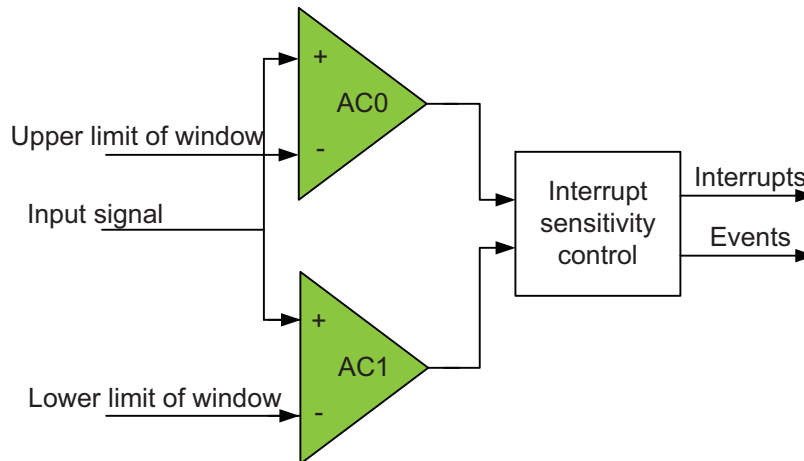 +
AC0
Upper limit of window
-
Input signal
Interrupt
sensitivity
control
Interrupts
Events
+
AC1
Lower limit of window
-